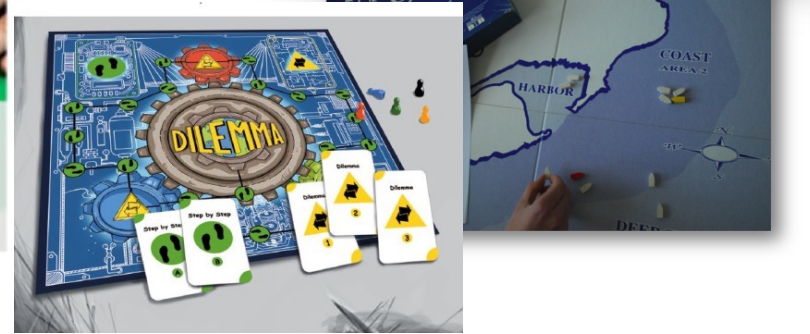 DILEMMA
Step by Step
A
Step by Step
B
Dilemma
1
Dilemma
2
Dilemma
3
COAST
AREA 2
HARBOR
N
W